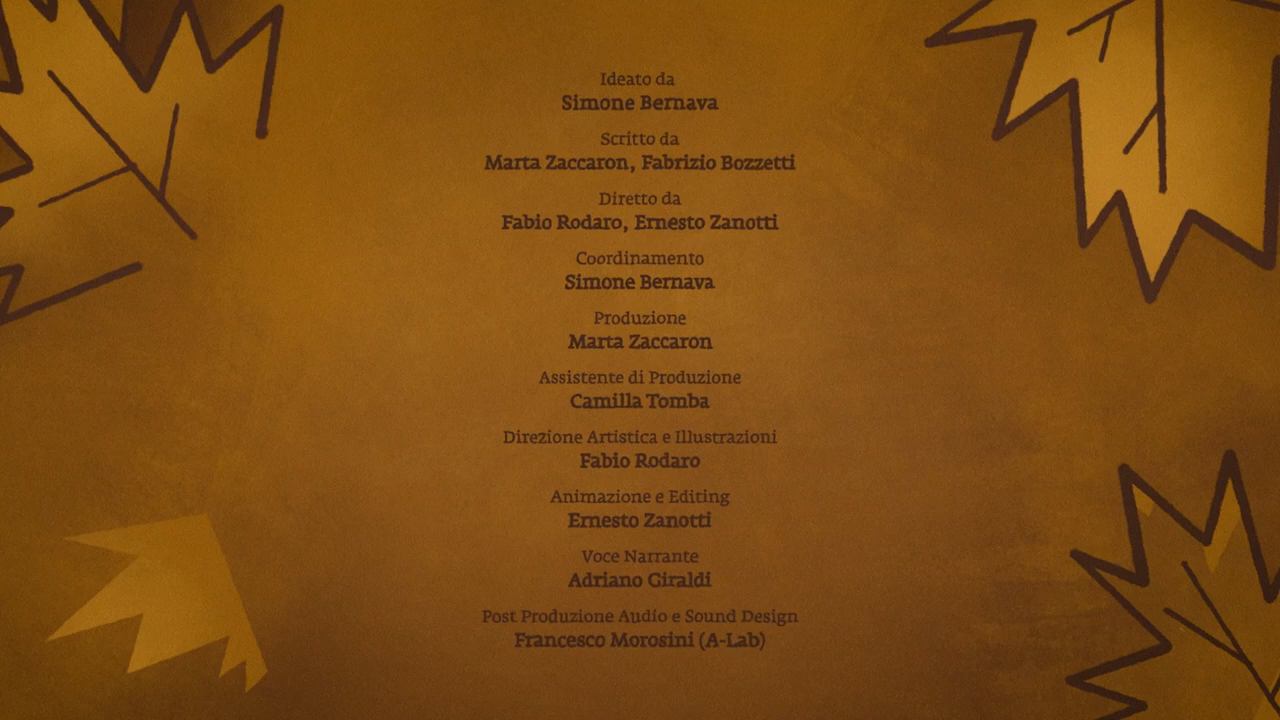 Ideato da
Simone Bernava
Scritto da
Marta Zaccaron, Fabrizio Bozzetti
Diretto da
Fabio Rodaro, Ernesto Zanotti
Coordinamento
Simone Bernava
Produzione
Marta Zaccaron
Assistente di Produzione
Camilla Tomba
Direzione Artistica e Illustrazioni
Fabio Rodaro
Animazione e Editing
Ernesto Zanotti
Voce Narrante
Adriano Giraldi
Post Produzione Audio e Sound Design
Francesco Morosini (A-Lab)